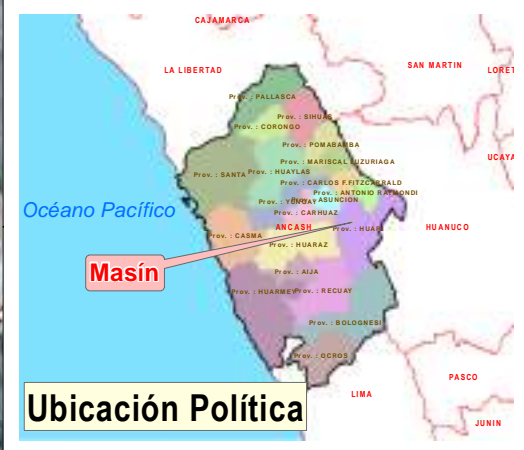 CAJAMARCA
LA LIBERTAD
SAN MARTIN
LORET
Prov. : PALLASCA
Prov. : SIHUAS
Prov. : CORONGO
Prov. : POMABAMBA
UCAYA
Prov. : MARISCAL LUZURIAGA
Prov. : SANTA
Prov. : HUAYLAS
Prov. : CARLOS F.FITZCARRALD
Prov. : ANTONIO RAYMONDI
Prov. : YUNGAY
Prov. : ASUNCION
Océano Pacífico
Prov. : CARHUAZ
ANCASH
Prov. : HUARI
HUANUCO
Prov. : CASMA
Prov. : HUARAZ
Masín
Prov. : AIJA
Prov. : HUARMEY
Prov. : RECUAY
Prov. : BOLOGNESI
Prov. : OCROS
PASCO
LIMA
Ubicación Política
JUNIN